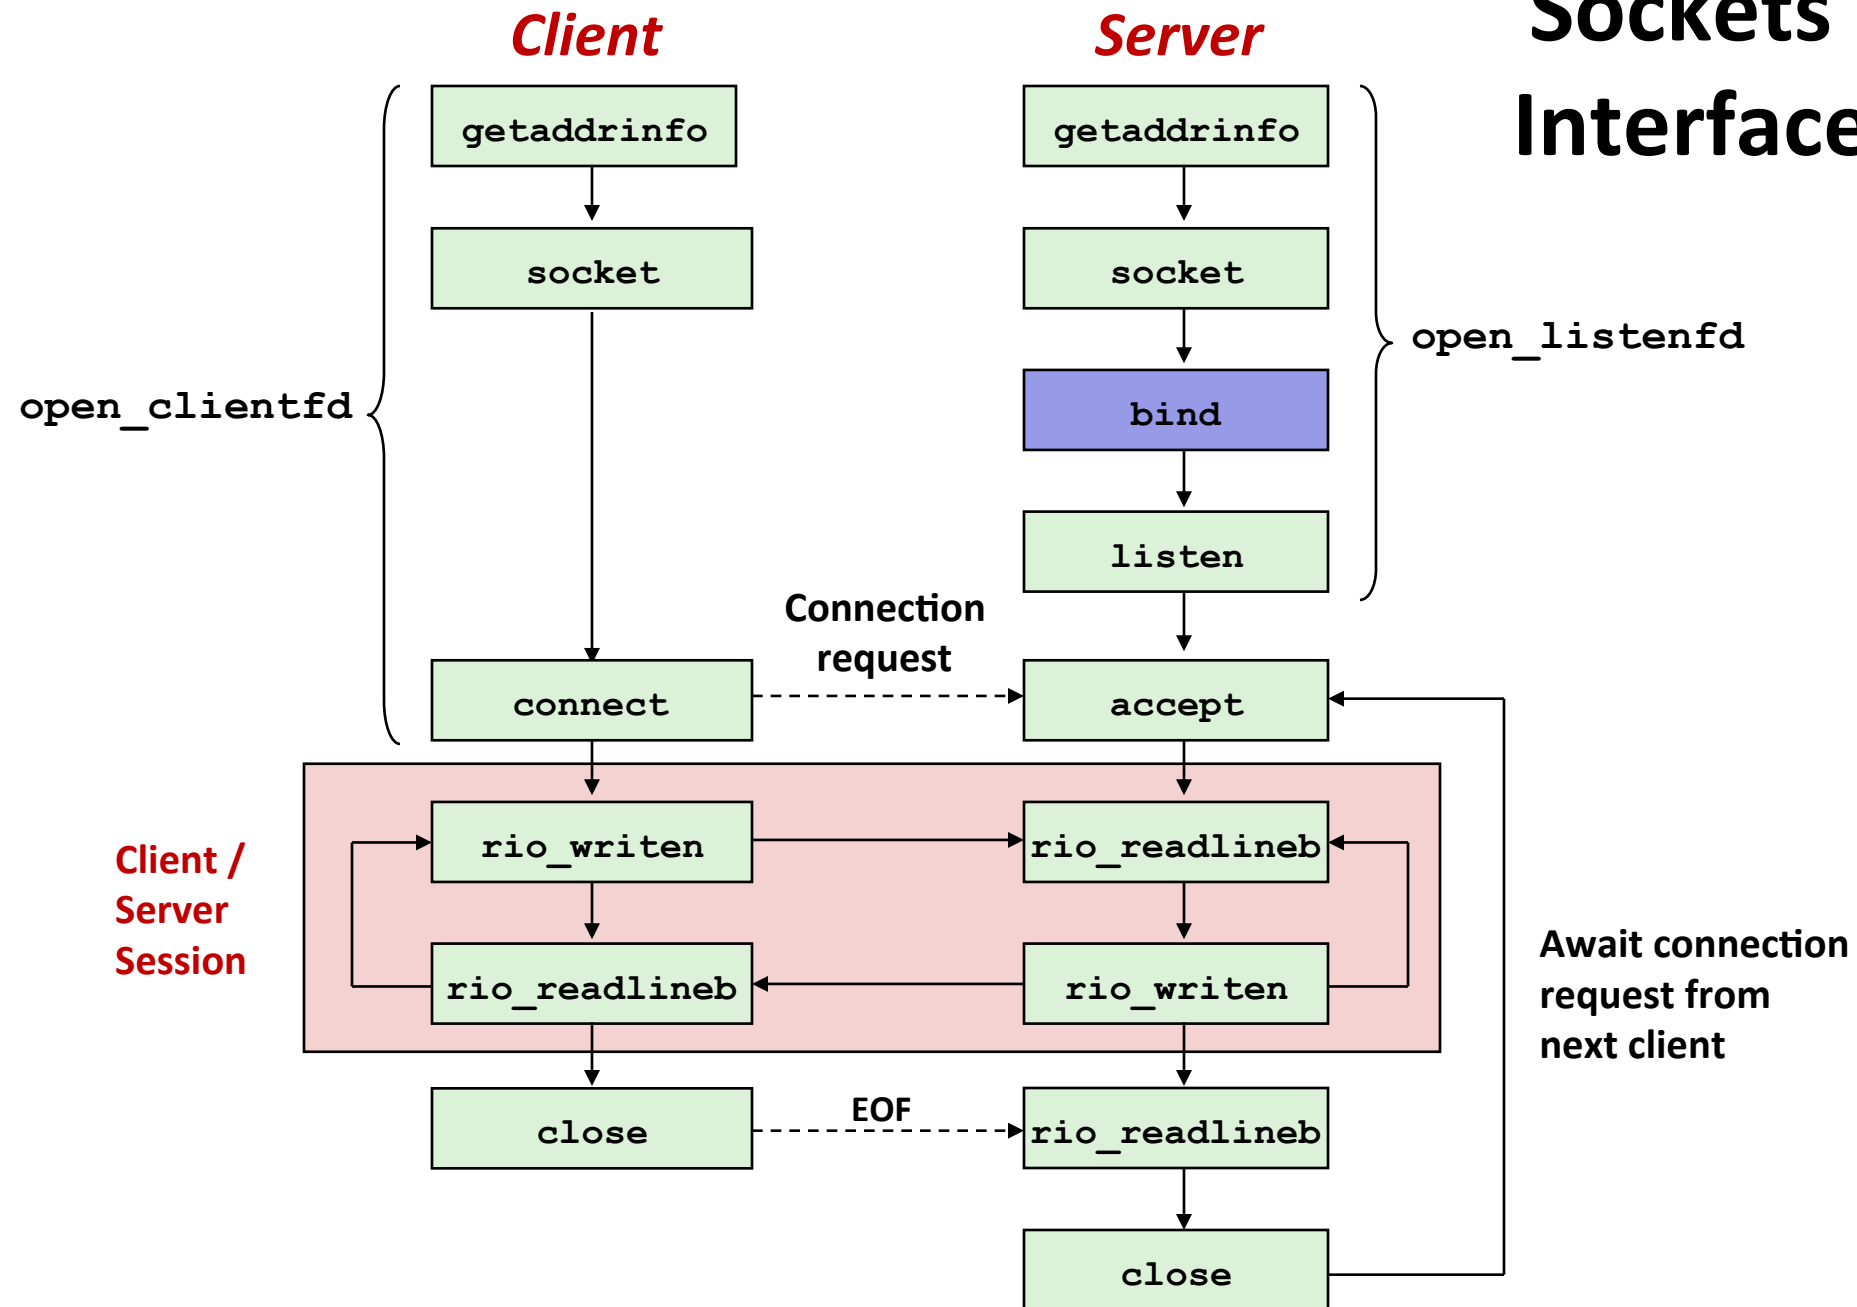 Sockets
Interface
Client
Server
getaddrinfo
getaddrinfo
socket
socket
open_listenfd
open_clientfd
bind
listen
Connection
request
connect
accept
Client /
Server
Session
rio_writen
rio_readlineb
rio_readlineb
rio_writen
Await connection
request from
next client
close
EOF
rio_readlineb
close